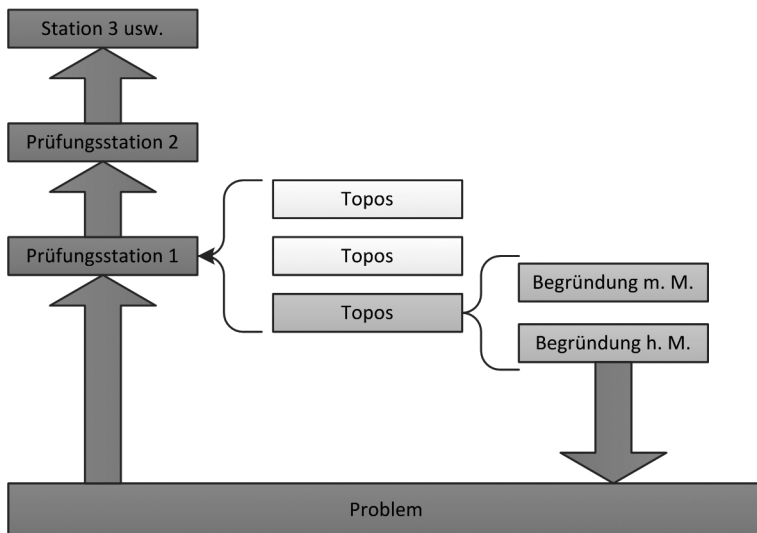 Station 3 usw.
Prüfungsstation 2
Prüfungsstation 1
Topos
Topos
Topos
Begründung m. M.
Begründung h. M.
Problem